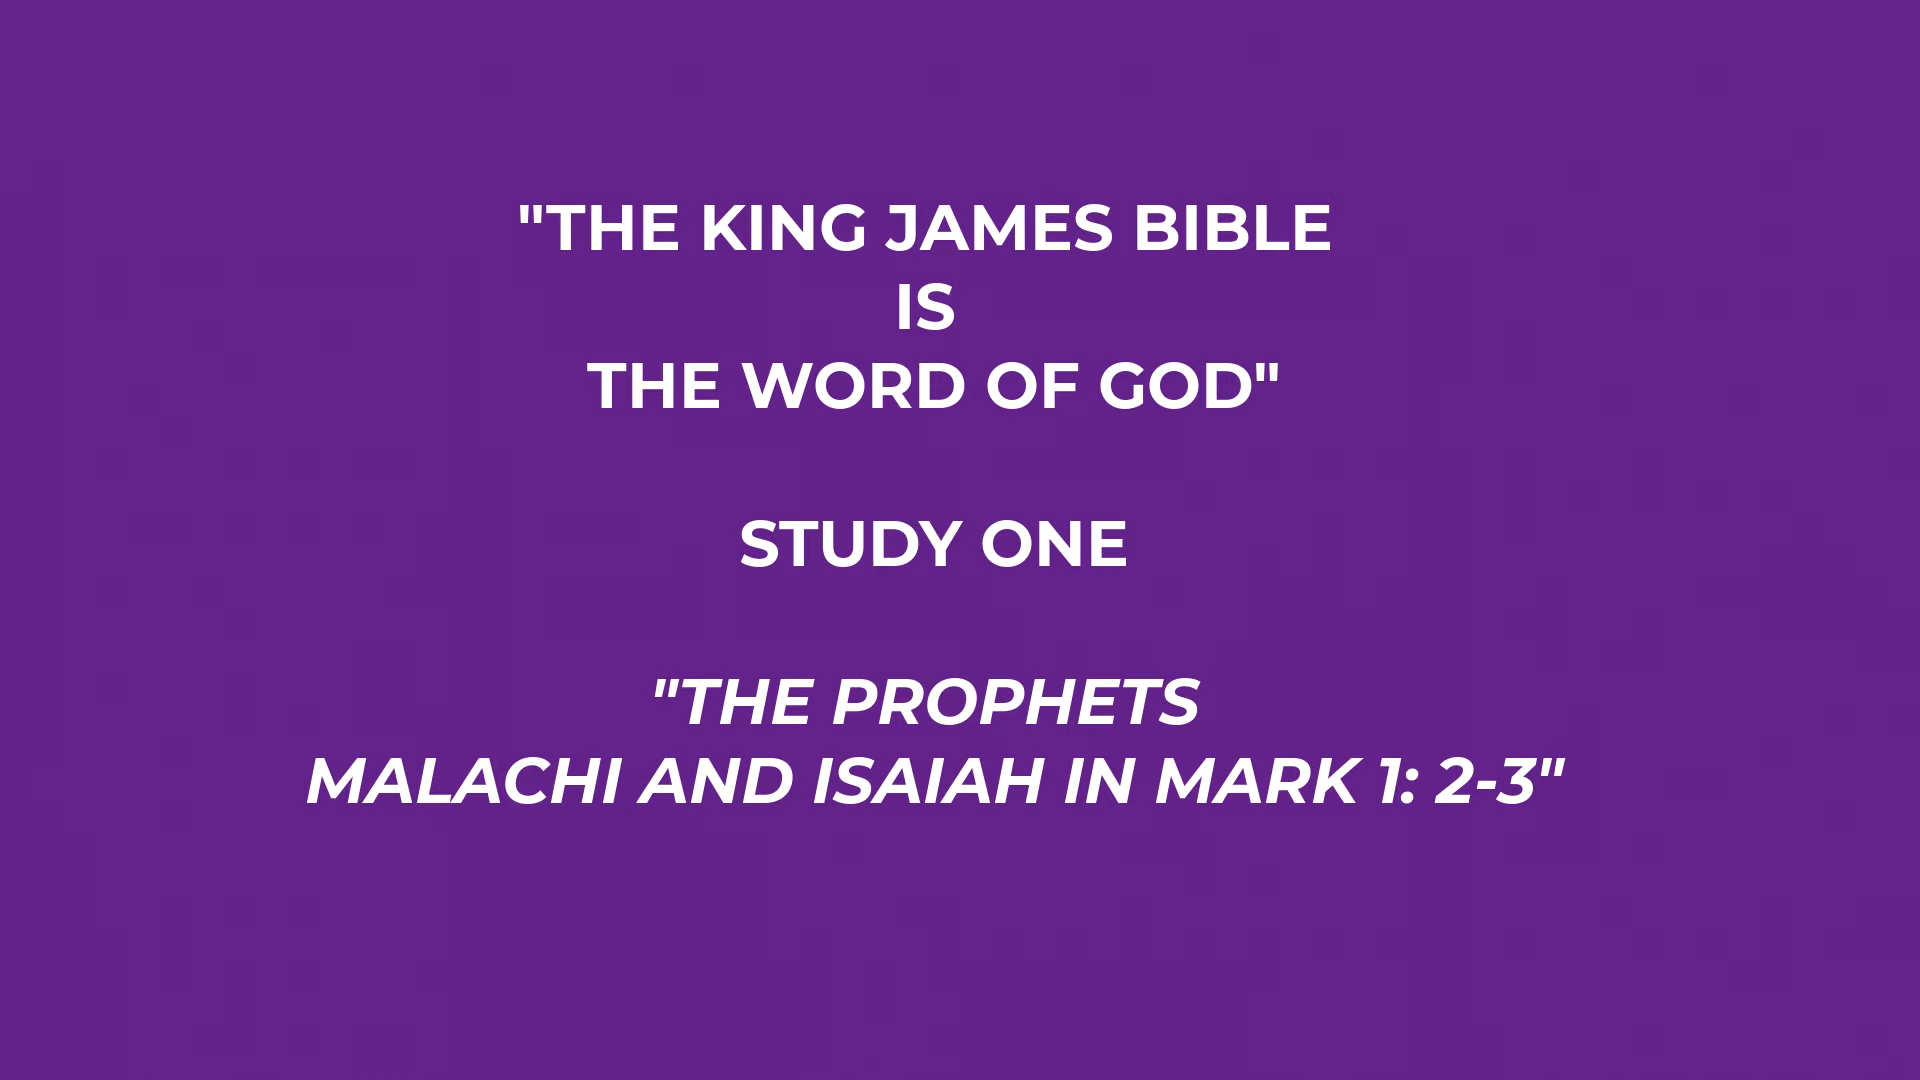 "THE KING JAMES BIBLE
IS
THE WORD OF GOD"
STUDY ONE
"THE PROPHETS
MALACHI AND ISAIAH IN MARK 1: 2-3"